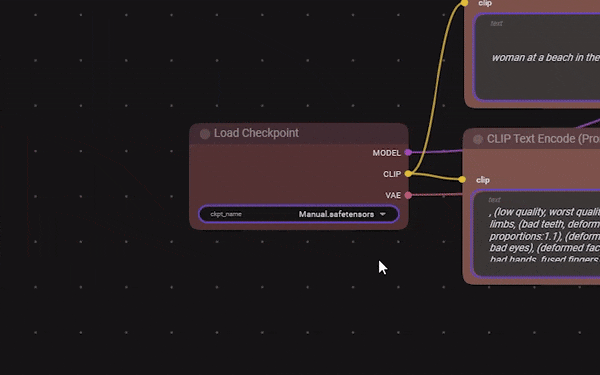 clip
text
woman at a beach in the
Load Checkpoint
MODEL
CLIP
VAE
ckpt_name
Manual.safetensors
CLIP Text Encode (Pro
clip
text
, (low quality, worst qualit
limbs, (bad teeth, deform
proportions:1.1), (deform
bad eyes), (deformed fac
bad hands, fused fingers